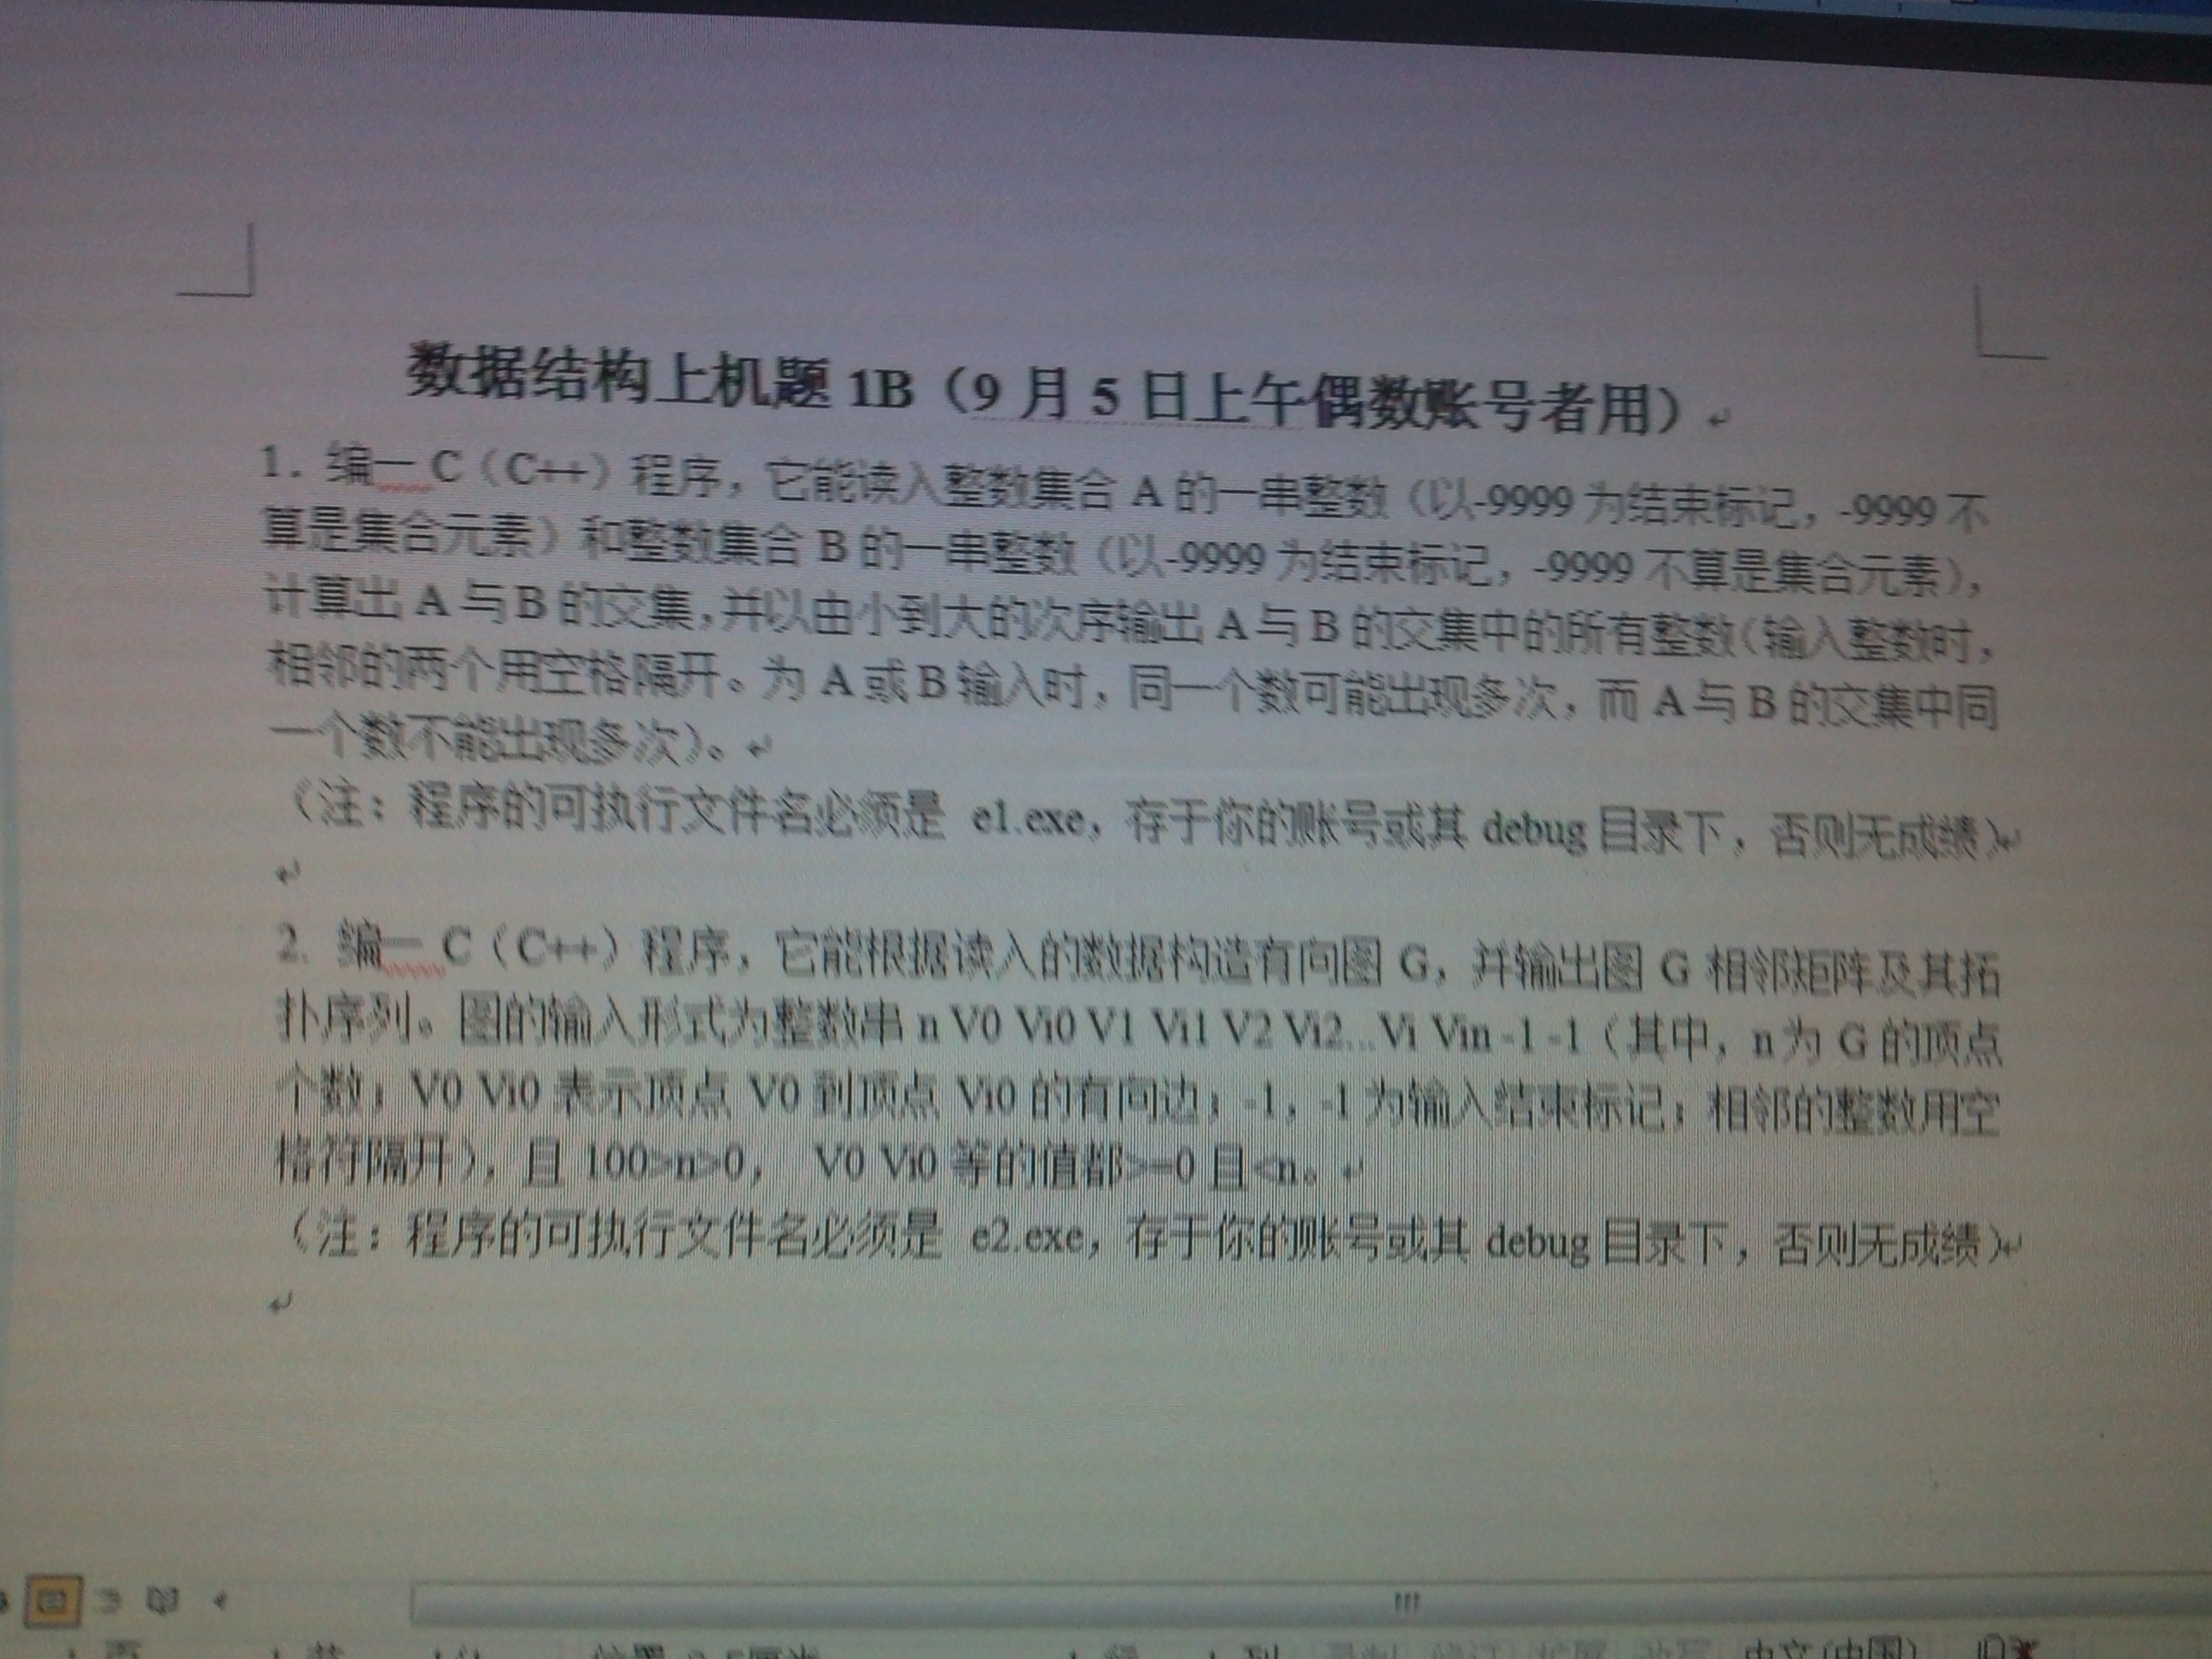 数据结构上机题 1B（9 月 5 日上午偶数账号者用）
1. 编一 C（C++）程序，它能读入整数集合 A 的一串整数（以-9999 为结束标记，-9999 不
算是集合元素）和整数集合 B 的一串整数（以-9999 为结束标记，-9999 不算是集合元素），
计算出 A 与 B 的交集，并以由小到大的次序输出 A 与 B 的交集中的所有整数（输入整数时，
相邻的两个用空格隔开。为 A 或 B 输入时，同一个数可能出现多次，而 A 与 B 的交集中同
一个数不能出现多次）。
（注：程序的可执行文件名必须是 e1.exe，存于你的账号或其 debug 目录下，否则无成绩）
2. 编一 C（C++）程序，它能根据读入的数据构造有向图 G，并输出图 G 相邻矩阵及其拓
扑序列。图的输入形式为整数串 n V0 Vi0 V1 Vi1 V2 Vi2...Vi Vin -1 -1（其中，n 为 G 的顶点
个数；V0 Vi0 表示顶点 V0 到顶点 Vi0 的有向边；-1，-1 为输入结束标记；相邻的整数用空
格符隔开），且 100>n>0， V0 Vi0 等的值都>=0 且<n。
（注：程序的可执行文件名必须是 e2.exe，存于你的账号或其 debug 目录下，否则无成绩）
中文(中国)